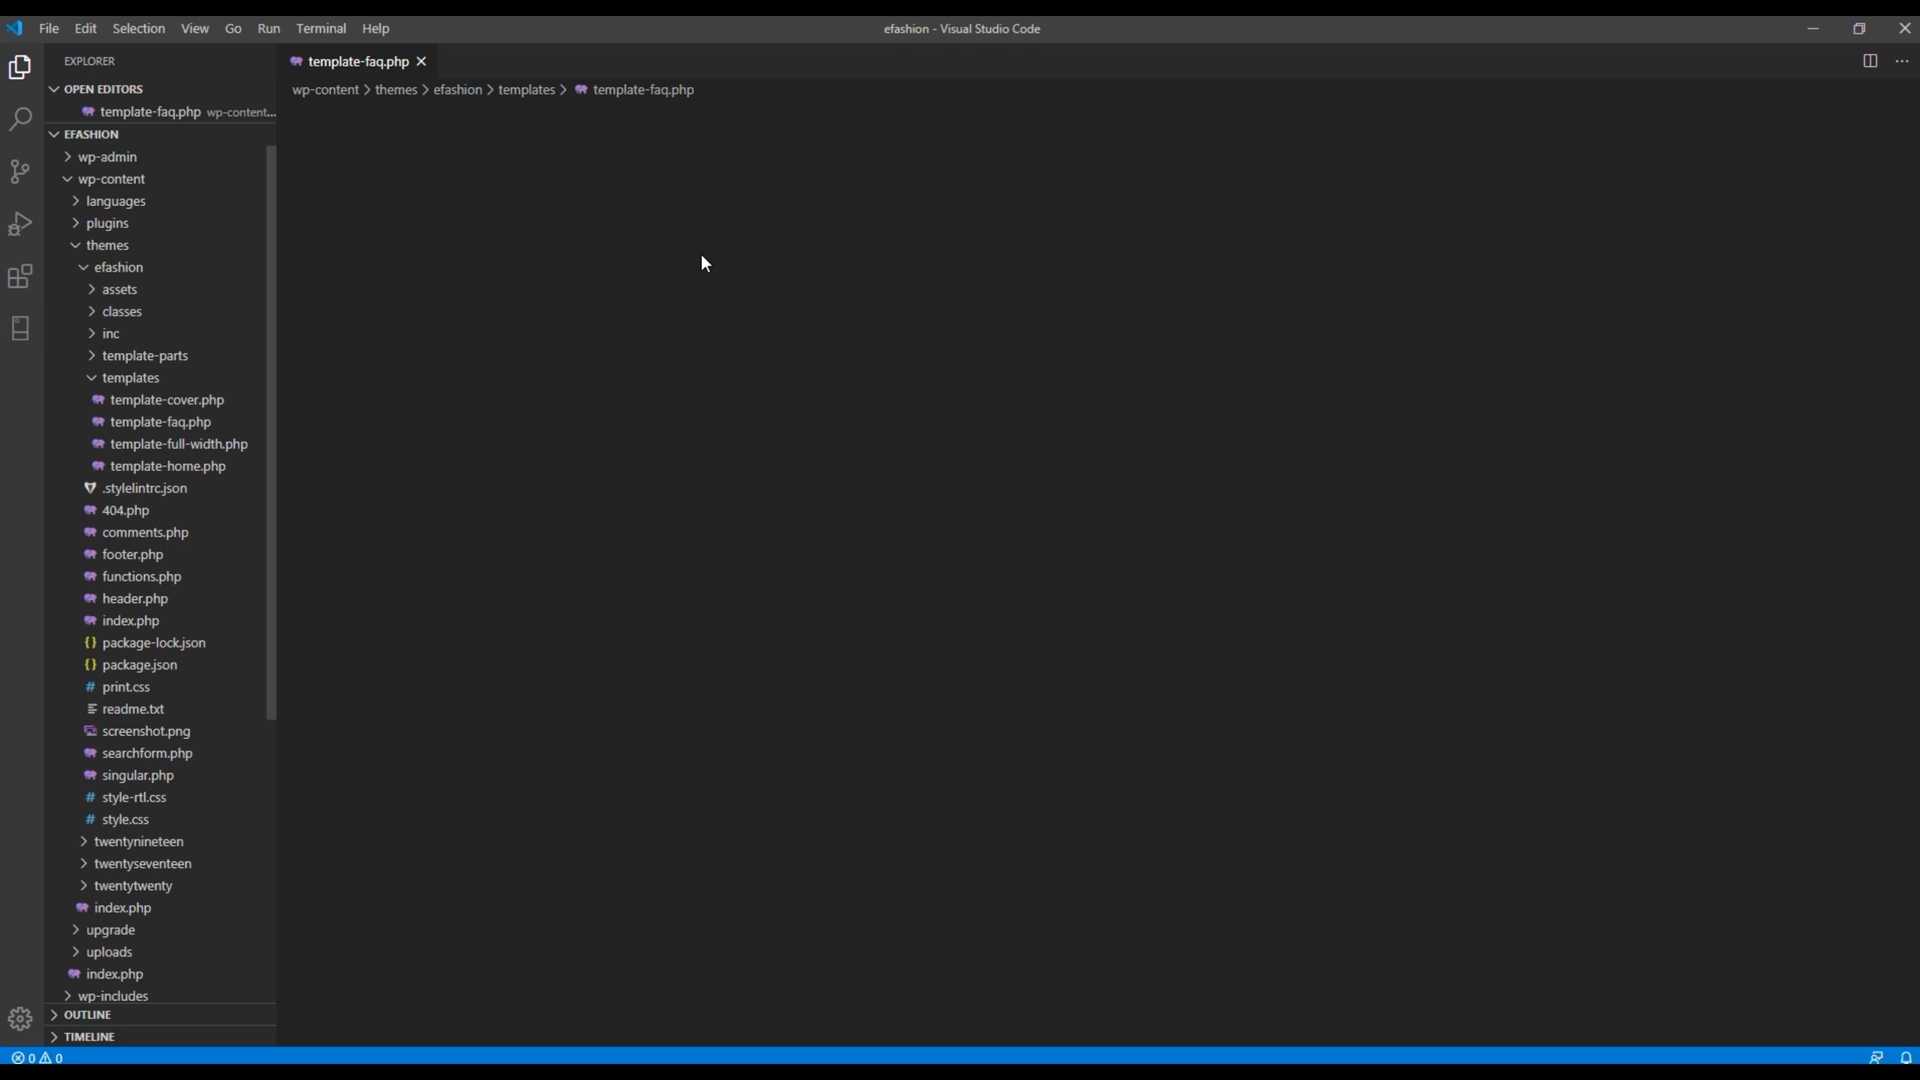 File Edit Selection View Go Run Terminal Help
efashion - Visual Studio Code
EXPLORER
OPEN EDITORS
template-faq.php wp-content...
EFASHION
wp-admin
wp-content
languages
plugins
themes
efashion
assets
classes
inc
template-parts
templates
template-cover.php
template-faq.php
template-full-width.php
template-home.php
.stylelintrc.json
404.php
comments.php
footer.php
functions.php
header.php
index.php
package-lock.json
package.json
print.css
readme.txt
screenshot.png
searchform.php
singular.php
style-rtl.css
style.css
twentynineteen
twentyseventeen
twentytwenty
index.php
upgrade
uploads
index.php
wp-includes
OUTLINE
TIMELINE
template-faq.php
wp-content > themes > efashion > templates > template-faq.php
0 0